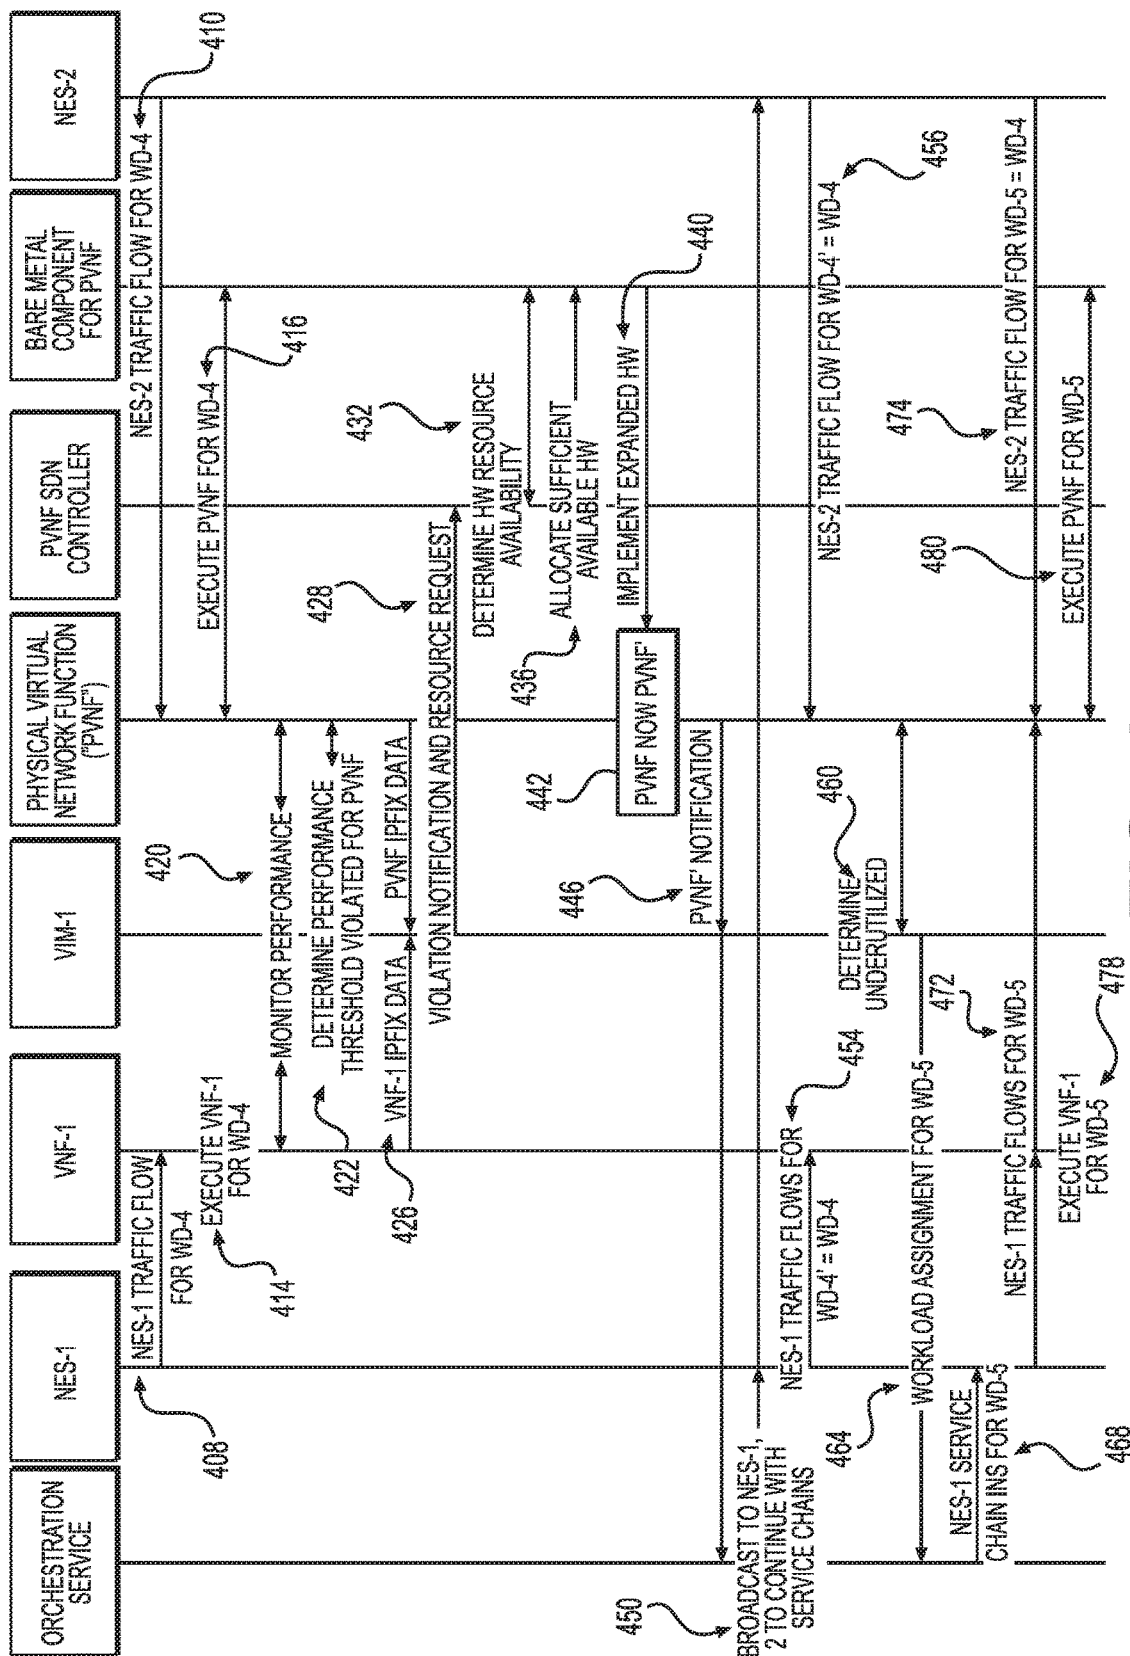 ORCHESTRATION
SERVICE
NES-1
VNF-1
VIM-1
PHYSICAL VIRTUAL
NETWORK FUNCTION
("PVNF")
PVNF SDN
CONTROLLER
BARE METAL
COMPONENT
FOR PVNF
NES-2
408
NES-1 TRAFFIC FLOW
FOR WD-4
NES-2 TRAFFIC FLOW FOR WD-4
410
414
EXECUTE VNF-1
FOR WD-4
EXECUTE PVNF FOR WD-4
416
420
MONITOR PERFORMANCE
422
DETERMINE PERFORMANCE
THRESHOLD VIOLATED FOR PVNF
426
VNF-1 IPFIX DATA
PVNF IPFIX DATA
428
VIOLATION NOTIFICATION AND RESOURCE REQUEST
432
DETERMINE HW RESOURCE
AVAILABILITY
436
ALLOCATE SUFFICIENT
AVAILABLE HW
IMPLEMENT EXPANDED HW
440
442
PVNF NOW PVNF'
446
PVNF' NOTIFICATION
450
BROADCAST TO NES-1,
2 TO CONTINUE WITH
SERVICE CHAINS
NES-1 TRAFFIC FLOWS FOR
WD-4' = WD-4
454
NES-2 TRAFFIC FLOW FOR WD-4' = WD-4
456
460
DETERMINE
UNDERUTILIZED
464
WORKLOAD ASSIGNMENT FOR WD-5
NES-1 SERVICE
CHAIN INS FOR WD-5
468
472
NES-1 TRAFFIC FLOWS FOR WD-5
474
NES-2 TRAFFIC FLOW FOR WD-5 = WD-4
EXECUTE VNF-1
FOR WD-5
478
480
EXECUTE PVNF FOR WD-5